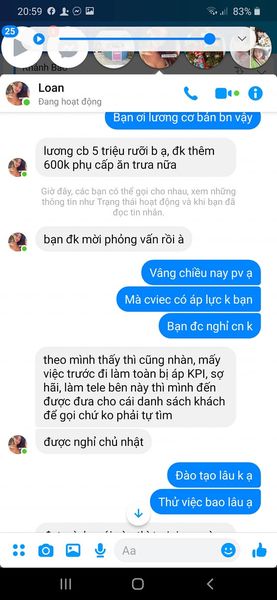 20:59
83%
25
Khánh Bảo
Loan
Đang hoạt động
Bạn ơi lương cơ bản bn vậy
lương cb 5 triệu rưỡi b ạ, đk thêm
600k phụ cấp ăn trưa nữa
Giờ đây, các bạn có thể gọi cho nhau, xem những
thông tin như Trạng thái hoạt động và khi bạn đã
đọc tin nhắn.
bạn đk mời phỏng vấn rồi à
Vâng chiều nay pv ạ
Mà cviec có áp lực k bạn
Bạn đc nghỉ cn k
theo mình thấy thì cũng nhàn, mấy
việc trước đi làm toàn bị áp KPI, sợ
hãi, làm tele bên này thì mình đến
được đưa cho cái danh sách khách
để gọi chứ ko phải tự tìm
được nghỉ chủ nhật
Đào tạo lâu k ạ
Thử việc bao lâu ạ
Aa